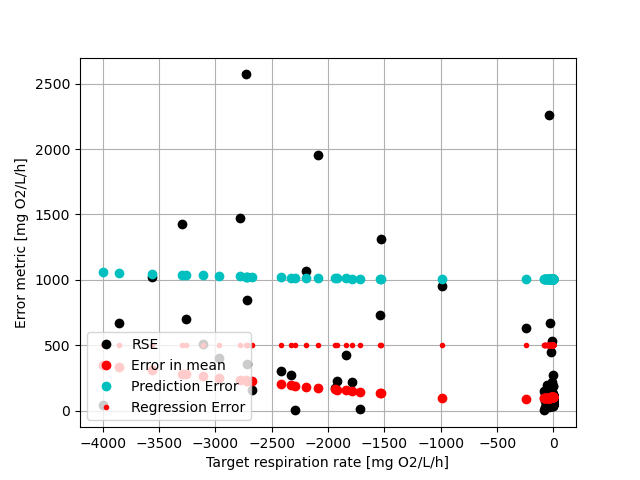 2500
2000
1500
1000
500
0
Error metric [mg O2/L/h]
RSE
Error in mean
Prediction Error
Regression Error
−4000 −3500 −3000 −2500 −2000 −1500 −1000 −500 0
Target respiration rate [mg O2/L/h]